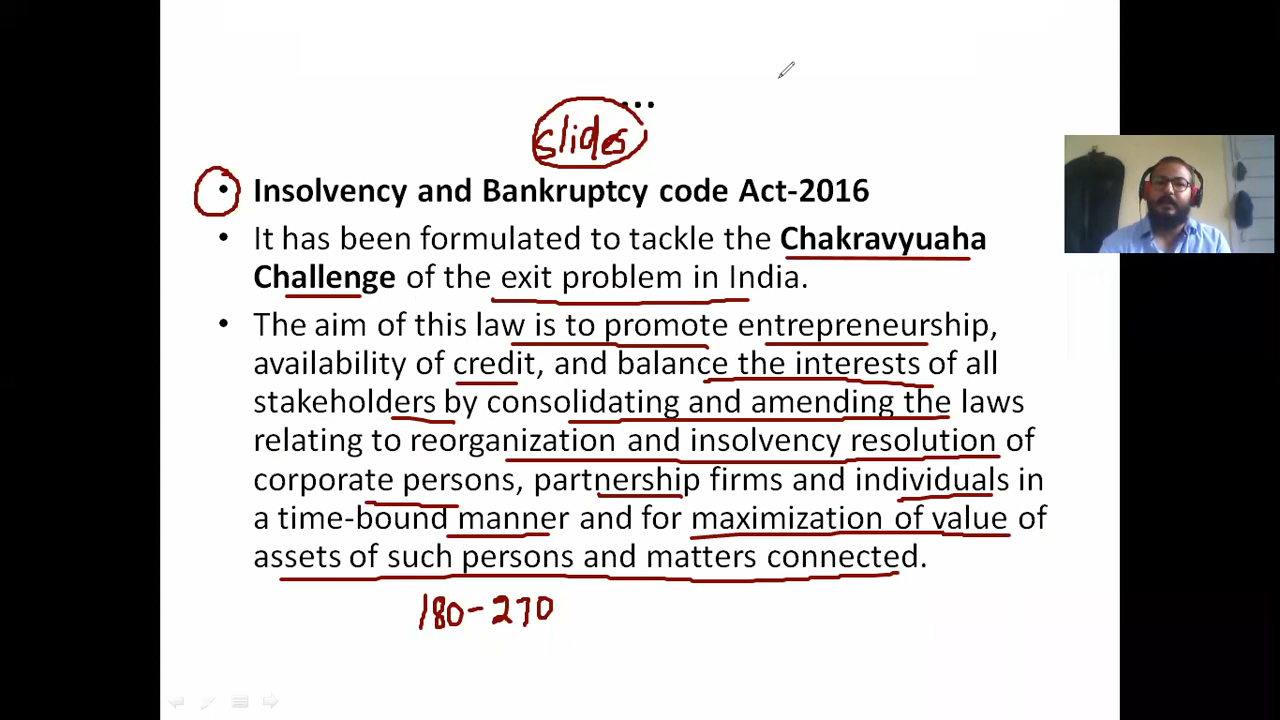 ...
slides
• Insolvency and Bankruptcy code Act-2016
• It has been formulated to tackle the Chakravyuaha
Challenge of the exit problem in India.
• The aim of this law is to promote entrepreneurship,
availability of credit, and balance the interests of all
stakeholders by consolidating and amending the laws
relating to reorganization and insolvency resolution of
corporate persons, partnership firms and individuals in
a time-bound manner and for maximization of value of
assets of such persons and matters connected.
180-270